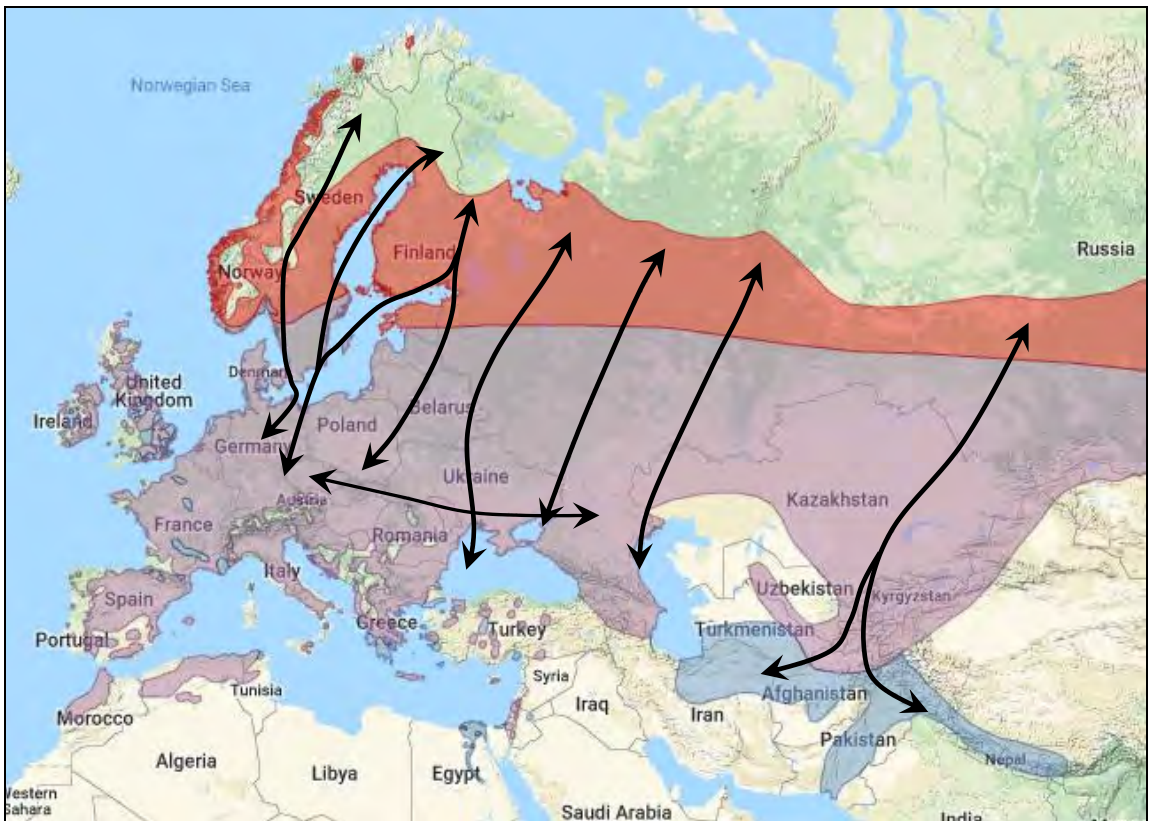 Norwegian Sea
Sweden
Russia
Finland
Norway
United
Kingdom
Denmark
Ireland
Belarus
Poland
Germany
Ukraine
Austria
Kazakhstan
France
Romania
Italy
Uzbekistan
Kyrgyzstan
Spain
Greece
Turkey
Türkmenistan
Portugal
Syria
Tunisia
Afghanistan
Iraq
Iran
Morocco
Pakistan
Algeria
Libya
Egypt
Nepal
Western
Sahara
Saudi Arabia
India